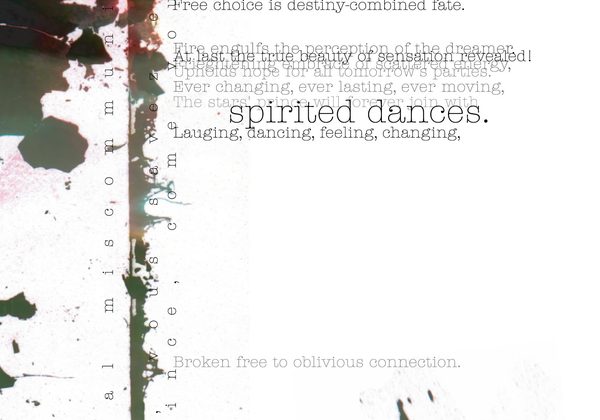 Free choice is destiny-combined fate.
Fire engulfs the perception of the dreamer,
At last the true beauty of sensation revealed!
embrace of scattered energy,
Upholds hope for all tomorrow's parties.
Ever changing, ever lasting, ever moving,
The stars' prince will forever join with
spirited dances.
Lauging, dancing, feeling, changing,
Broken free to oblivious connection.
al miscommuni